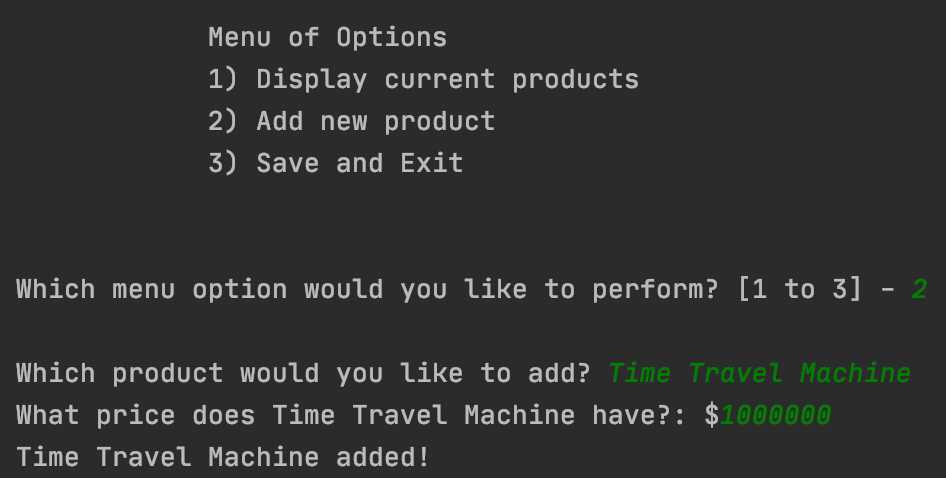 Menu of Options
1) Display current products
2) Add new product
3) Save and Exit
Which menu option would you like to perform? [1 to 3] - 2
Which product would you like to add? Time Travel Machine
What price does Time Travel Machine have?: $1000000
Time Travel Machine added!